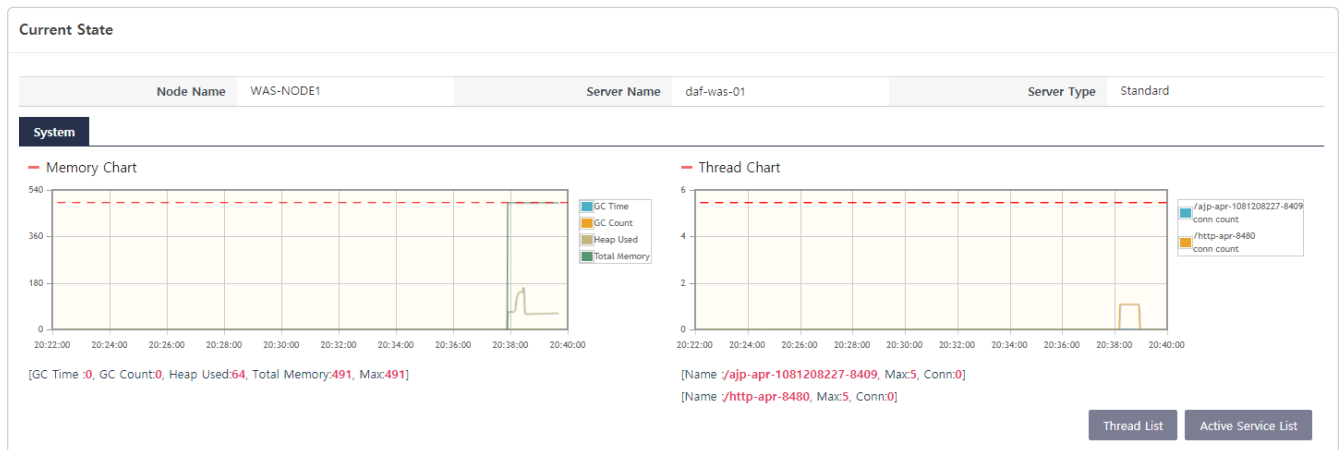 Current State
Node Name WAS-NODE1 Server Name daf-was-01 Server Type Standard
System
Memory Chart
540
360
180
0
20:22:00 20:24:00 20:26:00 20:28:00 20:30:00 20:32:00 20:34:00 20:36:00 20:38:00 20:40:00
GC Time
GC Count
Heap Used
Total Memory
[GC Time :0, GC Count:0, Heap Used:64, Total Memory:491, Max:491]
Thread Chart
6
4
2
0
20:22:00 20:24:00 20:26:00 20:28:00 20:30:00 20:32:00 20:34:00 20:36:00 20:38:00 20:40:00
/ajp-apr-1081208227-8409
conn count
/http-apr-8480
conn count
[Name :/ajp-apr-1081208227-8409, Max:5, Conn:0]
[Name :/http-apr-8480, Max:5, Conn:0]
Thread List Active Service List